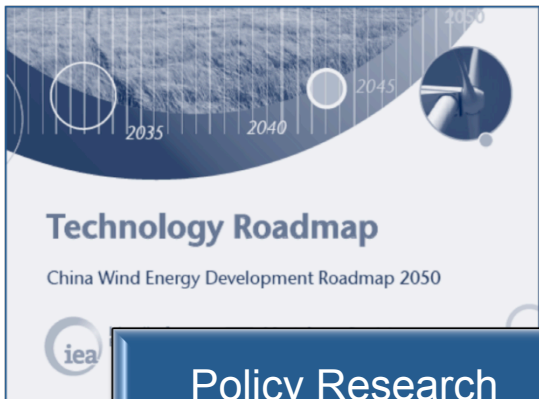 2050
2045
2040
2035
Technology Roadmap
China Wind Energy Development Roadmap 2050
iea
Policy Research